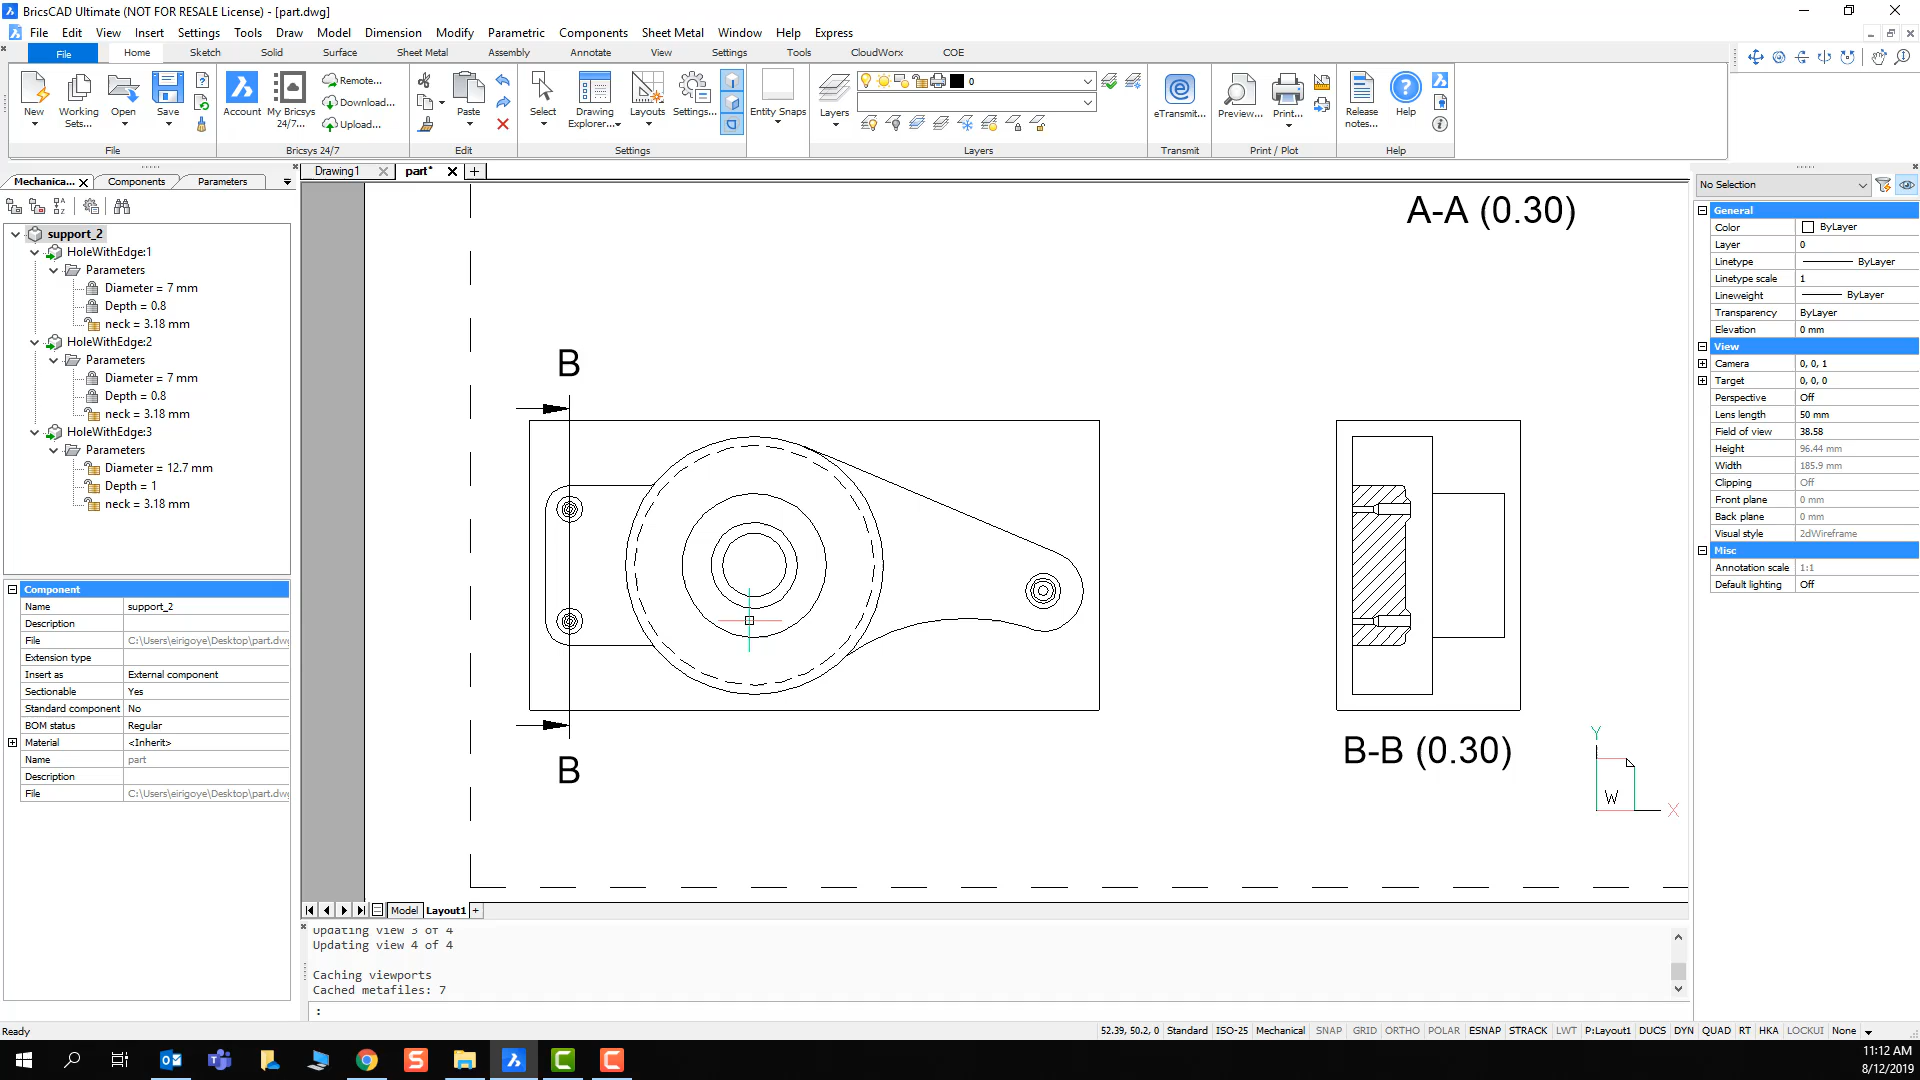 BricsCAD Ultimate (NOT FOR RESALE License) - [part.dwg]
File Edit View Insert Settings Tools Draw Model Dimension Modify Parametric Components Sheet Metal Window Help Express
File Home Sketch Solid Surface Sheet Metal Assembly Annotate View Settings Tools CloudWorx COE
New Working Sets... Open Save Account My Bricsys 24/7... Remote... Download... Upload... Paste Select Drawing Explorer... Layouts Settings... Entity Snaps Layers 0 eTransmit... Preview... Print... Release notes... Help
File Bricsys 24/7 Edit Settings Layers Transmit Print / Plot Help
Drawing1 part*
Mechanica... Components Parameters
support_2
HoleWithEdge:1
Parameters
Diameter = 7 mm
Depth = 0.8
neck = 3.18 mm
HoleWithEdge:2
Parameters
Diameter = 7 mm
Depth = 0.8
neck = 3.18 mm
HoleWithEdge:3
Parameters
Diameter = 12.7 mm
Depth = 1
neck = 3.18 mm
Component
Name support_2
Description
File C:\Users\eirigoye\Desktop\part.dwg
Extension type
Insert as External component
Sectionable Yes
Standard component No
BOM status Regular
Material <Inherit>
Name part
Description
File C:\Users\eirigoye\Desktop\part.dwg
A-A (0.30)
B
B
B-B (0.30)
Y
W
X
Model Layout1
Updating view 3 of 4
Updating view 4 of 4
Caching viewports
Cached metafiles: 7
:
No Selection
General
Color ByLayer
Layer 0
Linetype ByLayer
Linetype scale 1
Lineweight ByLayer
Transparency ByLayer
Elevation 0 mm
View
Camera 0, 0, 1
Target 0, 0, 0
Perspective Off
Lens length 50 mm
Field of view 38.58
Height 96.44 mm
Width 185.9 mm
Clipping Off
Front plane 0 mm
Back plane 0 mm
Visual style 2dWireframe
Misc
Annotation scale 1:1
Default lighting Off
Ready 52.39, 50.2, 0 Standard ISO-25 Mechanical SNAP GRID ORTHO POLAR ESNAP STRACK LWT P:Layout1 DUCS DYN QUAD RT HKA LOCKUI None
11:12 AM
8/12/2019